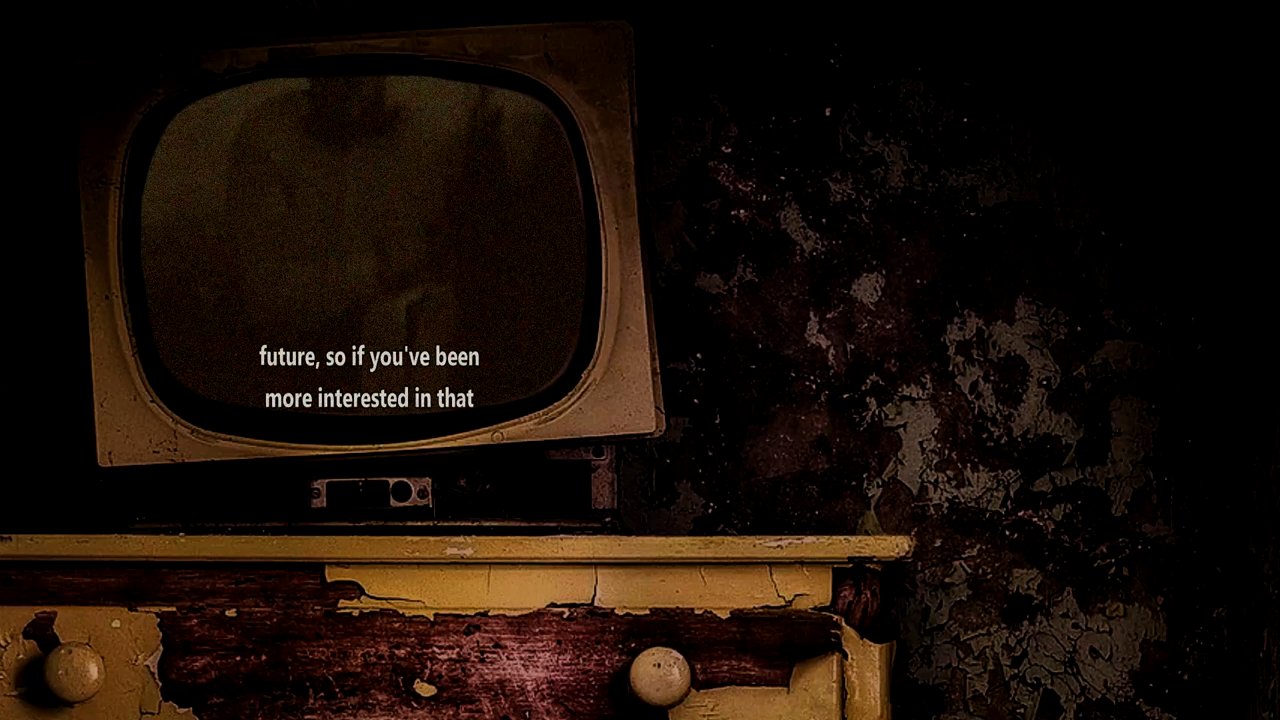 future, so if you've been
more interested in that